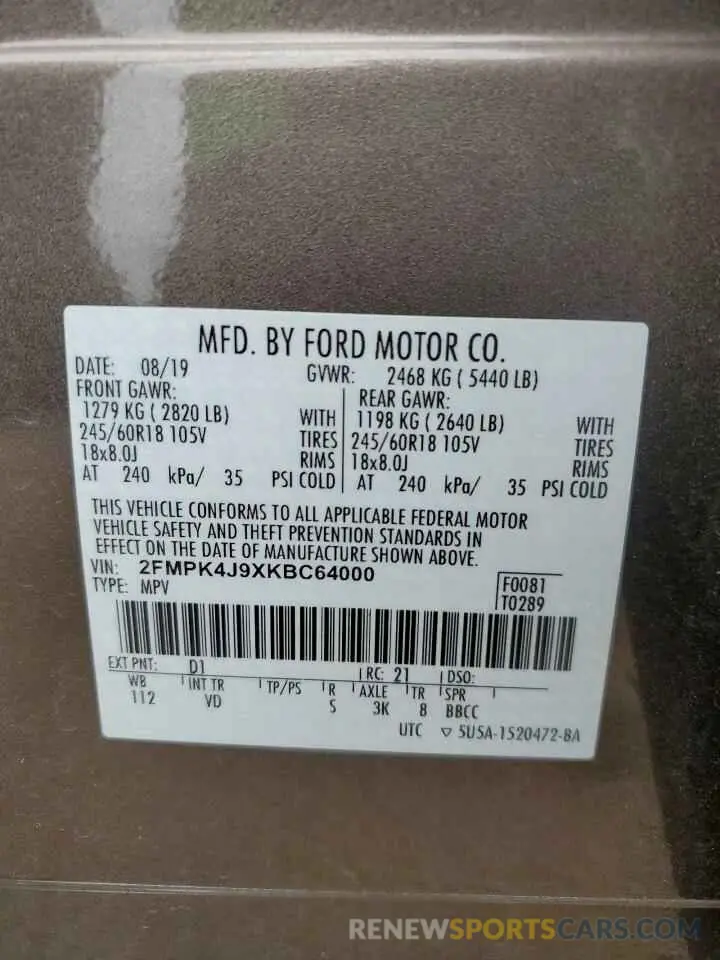 MFD. BY FORD MOTOR CO.
DATE: 08/19 GVWR: 2468 KG ( 5440 LB)
FRONT GAWR: REAR GAWR:
1279 KG ( 2820 LB) WITH 1198 KG ( 2640 LB) WITH
245/60R18 105V TIRES 245/60R18 105V TIRES
18x8.0J RIMS 18x8.0J RIMS
AT 240 kPa/ 35 PSI COLD AT 240 kPa/ 35 PSI COLD
THIS VEHICLE CONFORMS TO ALL APPLICABLE FEDERAL MOTOR
VEHICLE SAFETY AND THEFT PREVENTION STANDARDS IN
EFFECT ON THE DATE OF MANUFACTURE SHOWN ABOVE.
VIN: 2FMPK4J9XKBC64000 F0081
TYPE: MPV T0289
EXT PNT: D1 RC: 21 DSO:
WB INT TR TP/PS R AXLE TR SPR
112 VD S 3K 8 BBCC
UTC ▽ 5U5A-1520472-BA
RENEWSPORTSCARS.COM